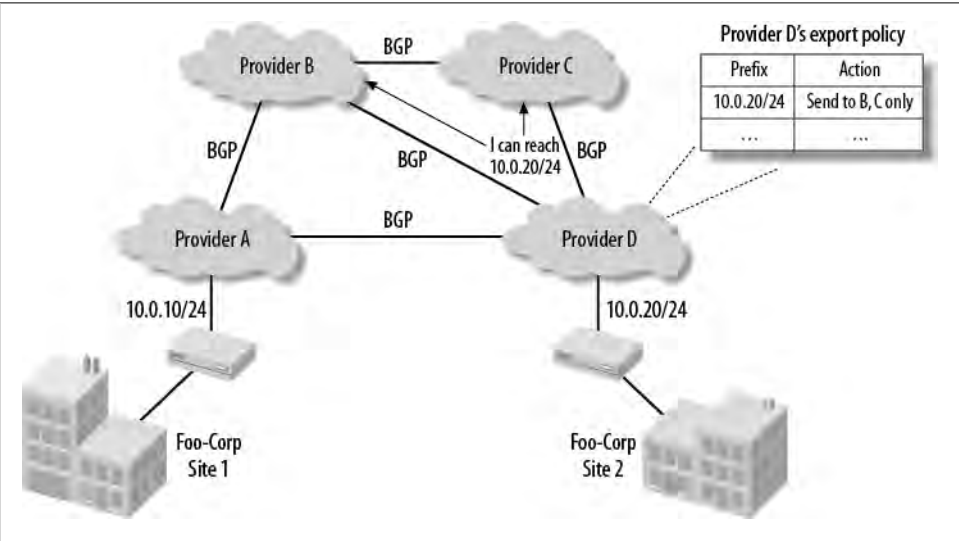 Provider D's export policy
Prefix Action
10.0.20/24 Send to B, C only
... ...
BGP
Provider B
Provider C
I can reach
10.0.20/24
BGP
BGP
BGP
BGP
Provider A
Provider D
10.0.10/24
10.0.20/24
Foo-Corp
Site 1
Foo-Corp
Site 2